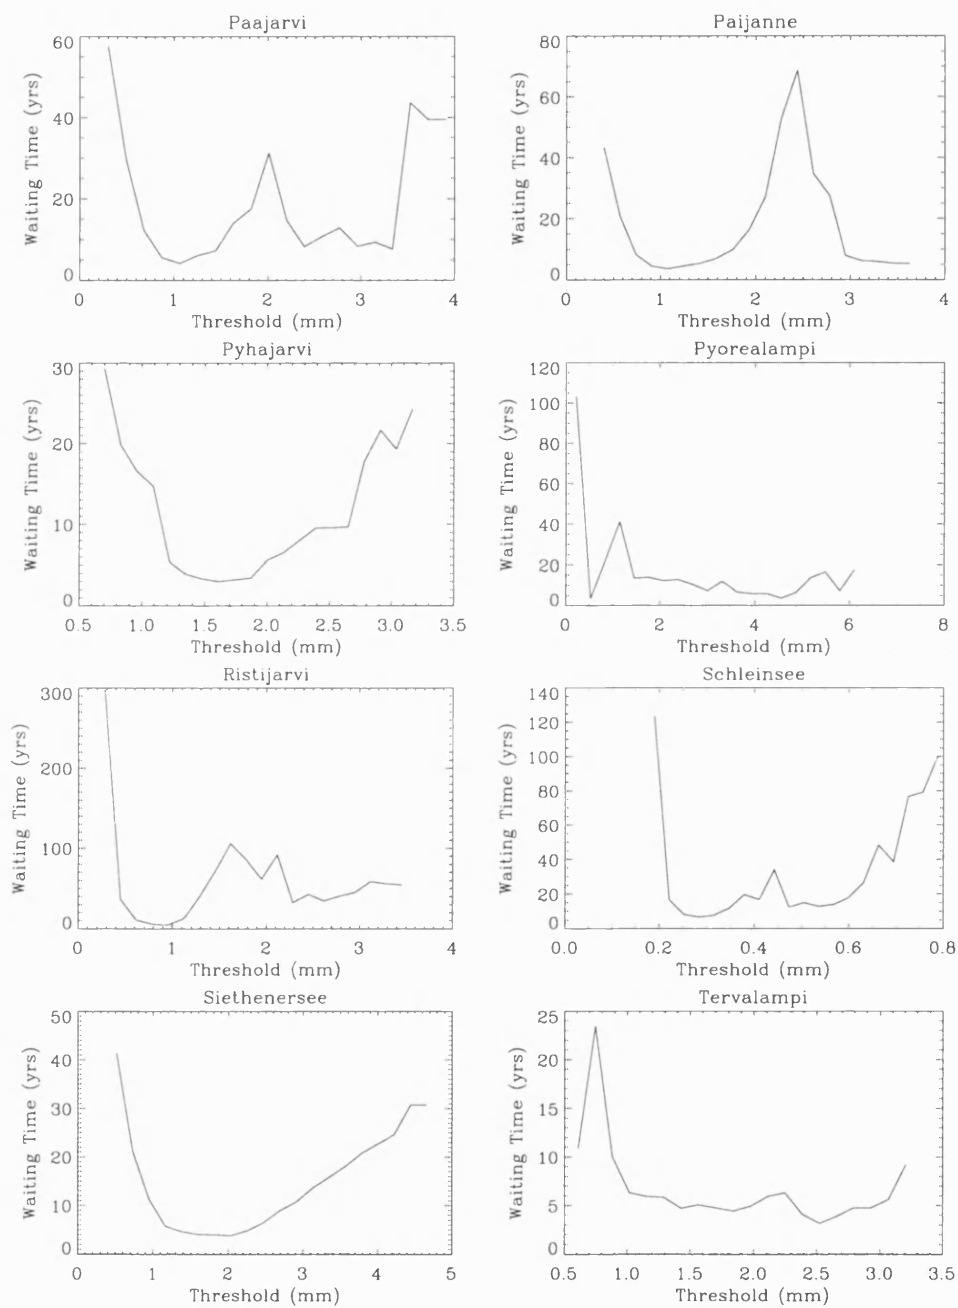 Paajarvi
Waiting Time (yrs)
60
40
20
0
0 1 2 3 4
Threshold (mm)
Paijanne
Waiting Time (yrs)
80
60
40
20
0
0 1 2 3 4
Threshold (mm)
Pyhajarvi
Waiting Time (yrs)
30
20
10
0
0.5 1.0 1.5 2.0 2.5 3.0 3.5
Threshold (mm)
Pyorealampi
Waiting Time (yrs)
120
100
80
60
40
20
0
0 2 4 6 8
Threshold (mm)
Ristijarvi
Waiting Time (yrs)
300
200
100
0
0 1 2 3 4
Threshold (mm)
Schleinsee
Waiting Time (yrs)
140
120
100
80
60
40
20
0
0.0 0.2 0.4 0.6 0.8
Threshold (mm)
Siethenersee
Waiting Time (yrs)
50
40
30
20
10
0
0 1 2 3 4 5
Threshold (mm)
Tervalampi
Waiting Time (yrs)
25
20
15
10
5
0
0.5 1.0 1.5 2.0 2.5 3.0 3.5
Threshold (mm)